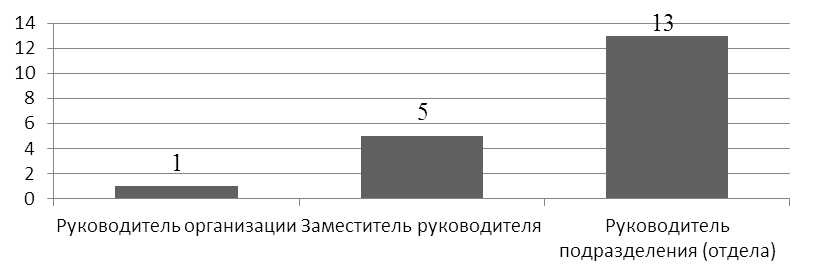 14
12
10
8
6
4
2
0
1
5
13
Руководитель организации
Заместитель руководителя
Руководитель
подразделения (отдела)